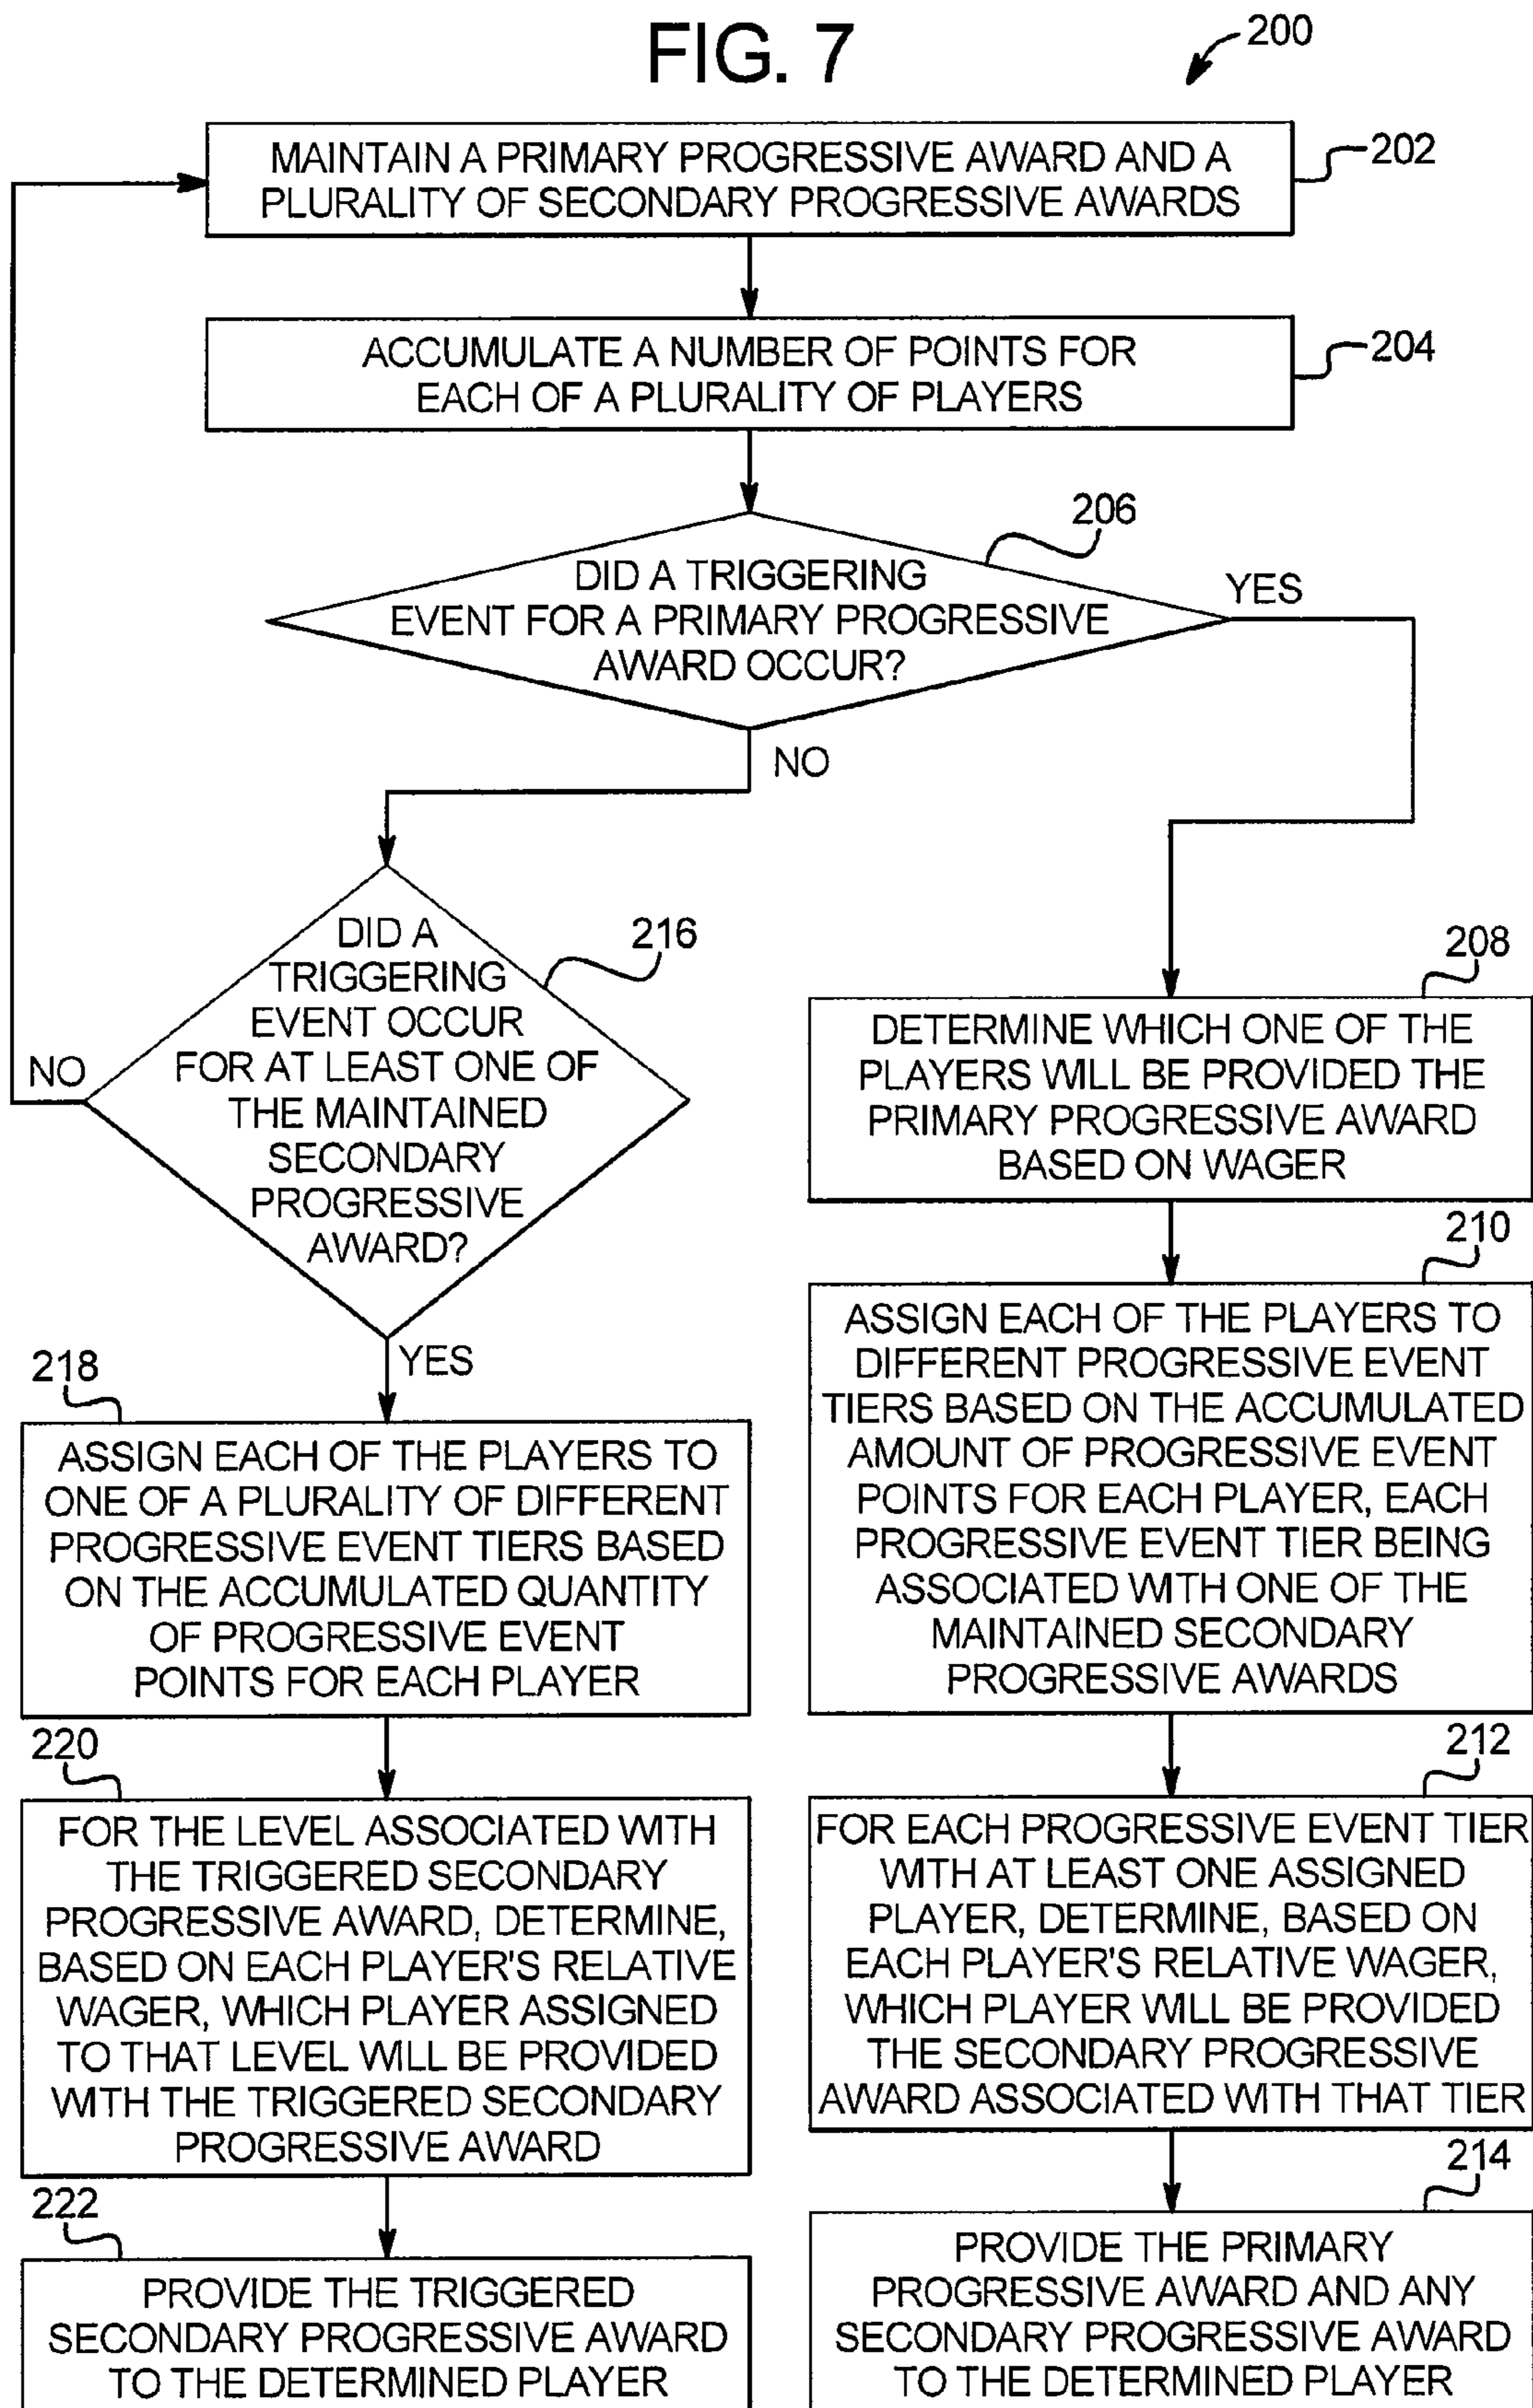 FIG. 7
200
MAINTAIN A PRIMARY PROGRESSIVE AWARD AND A
PLURALITY OF SECONDARY PROGRESSIVE AWARDS
202
ACCUMULATE A NUMBER OF POINTS FOR
EACH OF A PLURALITY OF PLAYERS
204
206
DID A TRIGGERING
EVENT FOR A PRIMARY PROGRESSIVE
AWARD OCCUR?
YES
NO
216
DID A
TRIGGERING
EVENT OCCUR
FOR AT LEAST ONE OF
THE MAINTAINED
SECONDARY
PROGRESSIVE
AWARD?
NO
YES
208
DETERMINE WHICH ONE OF THE
PLAYERS WILL BE PROVIDED THE
PRIMARY PROGRESSIVE AWARD
BASED ON WAGER
210
ASSIGN EACH OF THE PLAYERS TO
DIFFERENT PROGRESSIVE EVENT
TIERS BASED ON THE ACCUMULATED
AMOUNT OF PROGRESSIVE EVENT
POINTS FOR EACH PLAYER, EACH
PROGRESSIVE EVENT TIER BEING
ASSOCIATED WITH ONE OF THE
MAINTAINED SECONDARY
PROGRESSIVE AWARDS
218
ASSIGN EACH OF THE PLAYERS TO
ONE OF A PLURALITY OF DIFFERENT
PROGRESSIVE EVENT TIERS BASED
ON THE ACCUMULATED QUANTITY
OF PROGRESSIVE EVENT
POINTS FOR EACH PLAYER
220
FOR THE LEVEL ASSOCIATED WITH
THE TRIGGERED SECONDARY
PROGRESSIVE AWARD, DETERMINE,
BASED ON EACH PLAYER'S RELATIVE
WAGER, WHICH PLAYER ASSIGNED
TO THAT LEVEL WILL BE PROVIDED
WITH THE TRIGGERED SECONDARY
PROGRESSIVE AWARD
212
FOR EACH PROGRESSIVE EVENT TIER
WITH AT LEAST ONE ASSIGNED
PLAYER, DETERMINE, BASED ON
EACH PLAYER'S RELATIVE WAGER,
WHICH PLAYER WILL BE PROVIDED
THE SECONDARY PROGRESSIVE
AWARD ASSOCIATED WITH THAT TIER
222
PROVIDE THE TRIGGERED
SECONDARY PROGRESSIVE AWARD
TO THE DETERMINED PLAYER
214
PROVIDE THE PRIMARY
PROGRESSIVE AWARD AND ANY
SECONDARY PROGRESSIVE AWARD
TO THE DETERMINED PLAYER